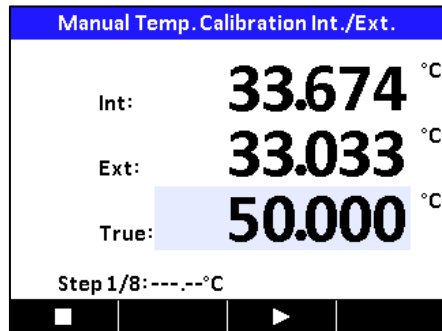 Manual Temp. Calibration Int./Ext.
Int: 33.674 °C
Ext: 33.033 °C
True: 50.000 °C
Step 1/8:---.--°C